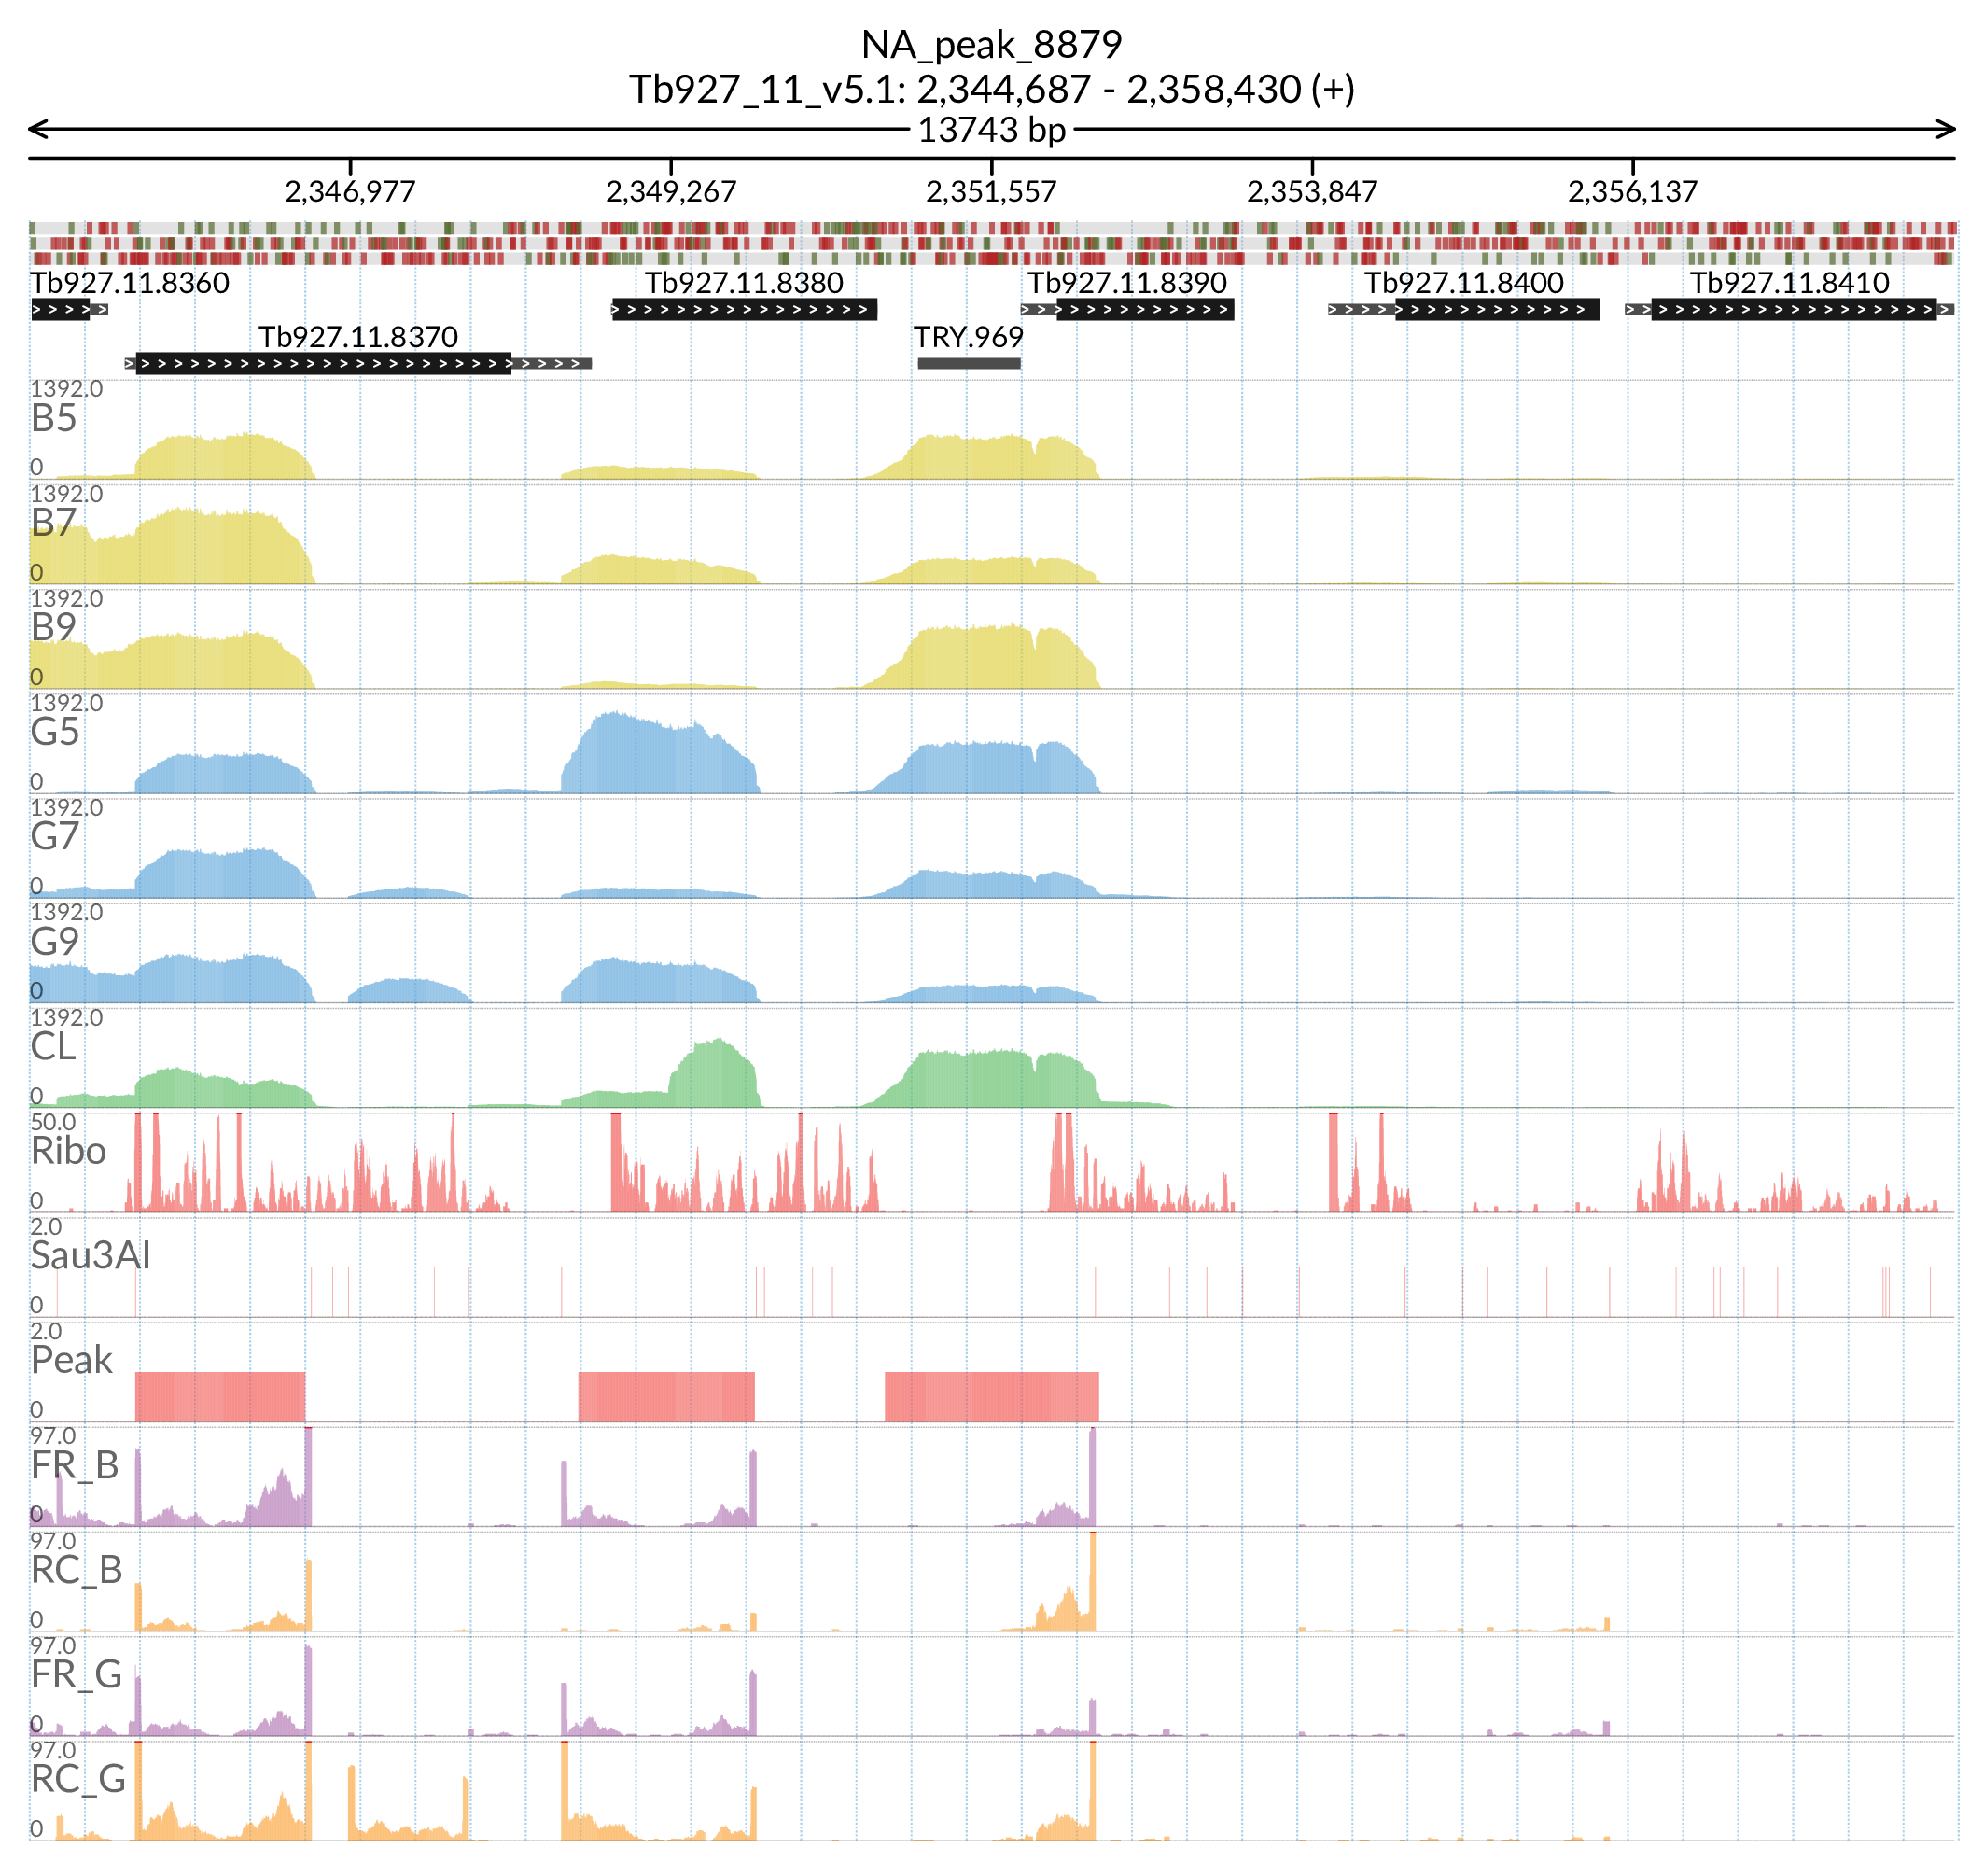 NA_peak_8879
Tb927_11_v5.1: 2,344,687 - 2,358,430 (+)
13743 bp
2,346,977 2,349,267 2,351,557 2,353,847 2,356,137
Tb927.11.8360 Tb927.11.8380 Tb927.11.8390 Tb927.11.8400 Tb927.11.8410
Tb927.11.8370 TRY.969
1392.0
B5
0
1392.0
B7
0
1392.0
B9
0
1392.0
G5
0
1392.0
G7
0
1392.0
G9
0
1392.0
CL
0
50.0
Ribo
0
2.0
Sau3AI
0
2.0
Peak
0
97.0
FR_B
0
97.0
RC_B
0
97.0
FR_G
0
97.0
RC_G
0